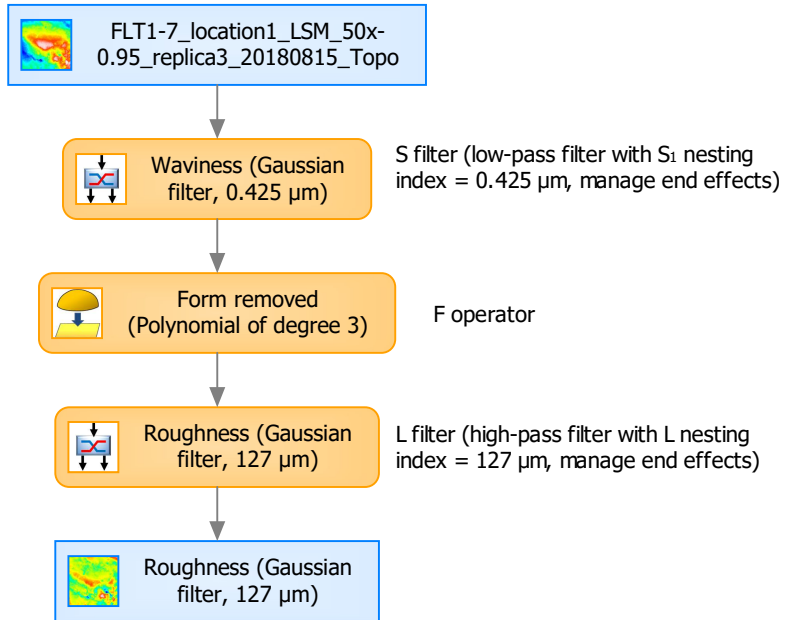 FLT1-7_location1_LSM_50x-
0.95_replica3_20180815_Topo
Waviness (Gaussian
filter, 0.425 µm)
S filter (low-pass filter with S₁ nesting
index = 0.425 µm, manage end effects)
Form removed
(Polynomial of degree 3)
F operator
Roughness (Gaussian
filter, 127 µm)
L filter (high-pass filter with L nesting
index = 127 µm, manage end effects)
Roughness (Gaussian
filter, 127 µm)